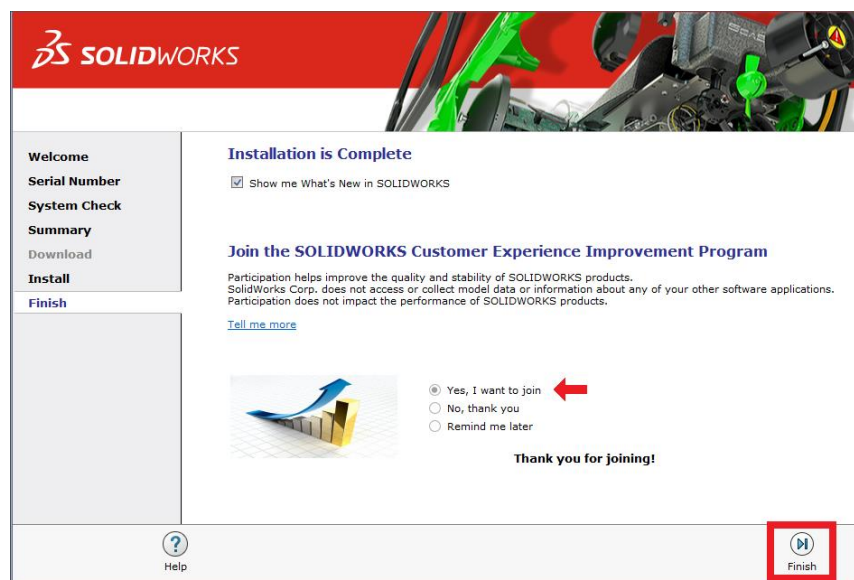 SOLIDWORKS
Welcome
Serial Number
System Check
Summary
Download
Install
Finish
Installation is Complete
Show me What's New in SOLIDWORKS
Join the SOLIDWORKS Customer Experience Improvement Program
Participation helps improve the quality and stability of SOLIDWORKS products.
SolidWorks Corp. does not access or collect model data or information about any of your other software applications.
Participation does not impact the performance of SOLIDWORKS products.
Tell me more
Yes, I want to join
No, thank you
Remind me later
Thank you for joining!
Help
Finish